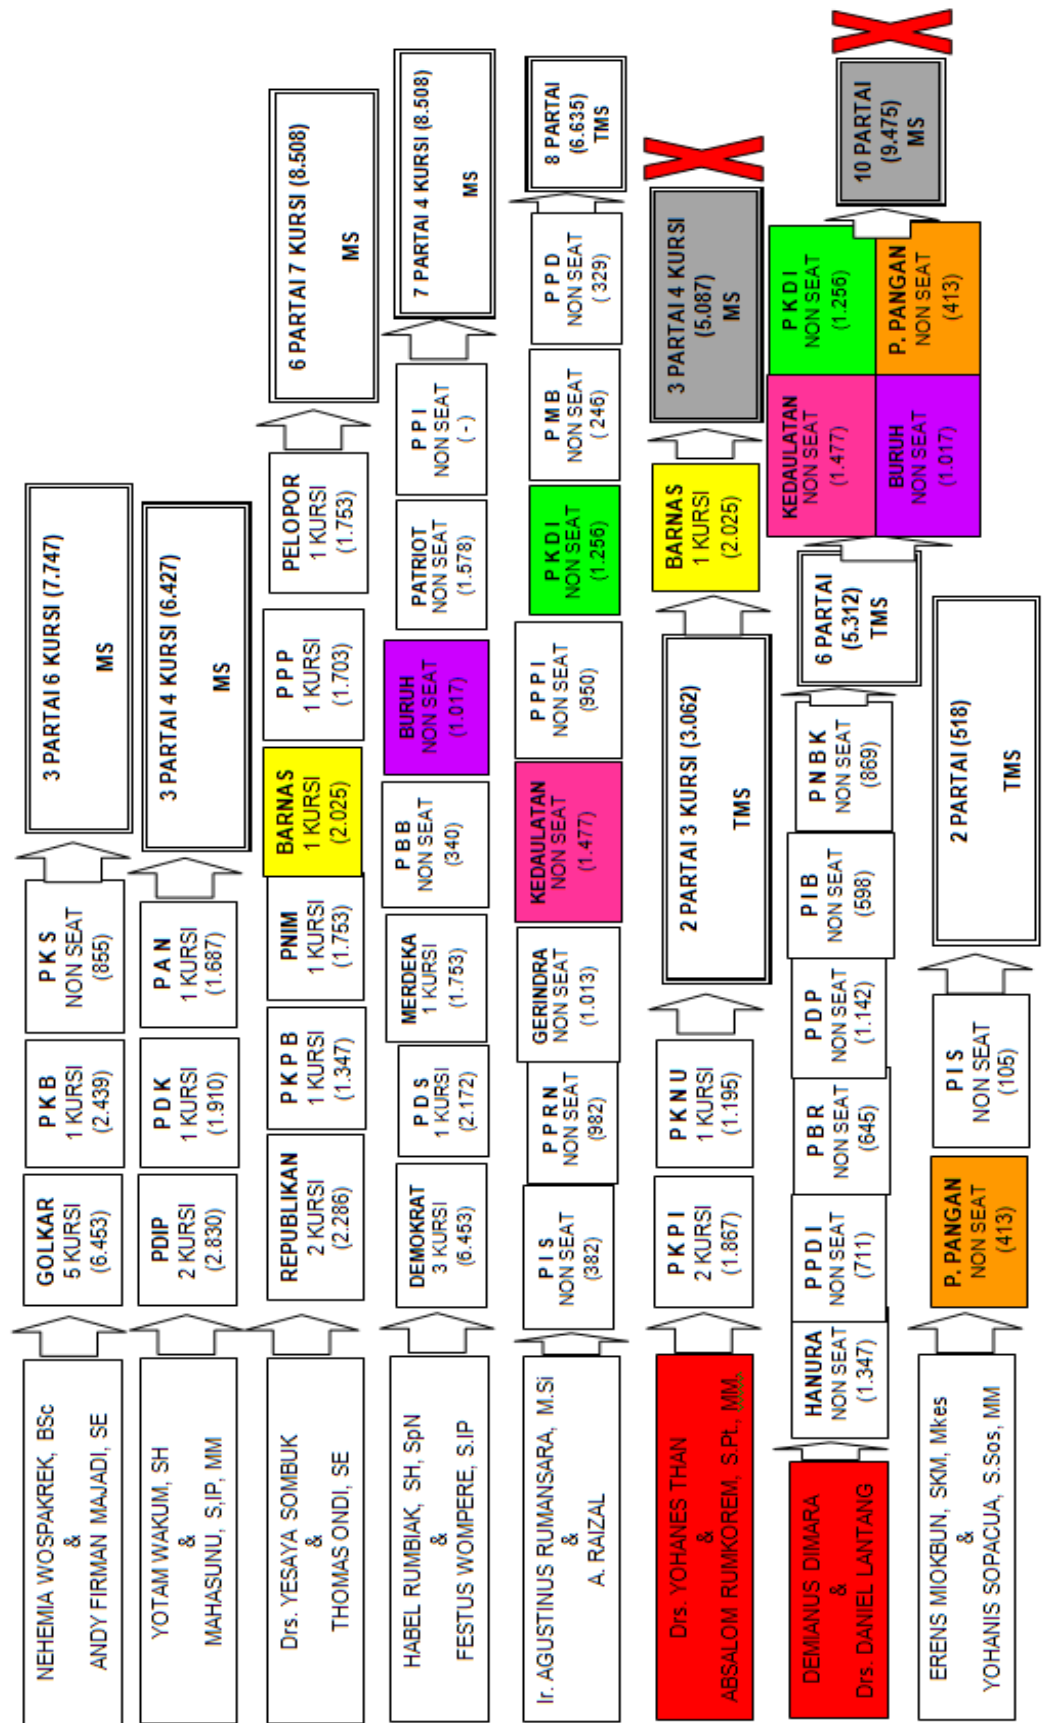 NEHEMIA WOSPAKREK, BSc
&
ANDY FIRMAN MAJADI, SE
GOLKAR
5 KURSI
(6.453)
P K B
1 KURSI
(2.439)
P K S
NON SEAT
(855)
3 PARTAI 6 KURSI (7.747)
MS
YOTAM WAKUM, SH
&
MAHASUNU, S,IP, MM
PDIP
2 KURSI
(2.830)
P D K
1 KURSI
(1.910)
P A N
1 KURSI
(1.687)
3 PARTAI 4 KURSI (6.427)
MS
Drs. YESAYA SOMBUK
&
THOMAS ONDI, SE
REPUBLIKAN
2 KURSI
(2.286)
P K P B
1 KURSI
(1.347)
PNIM
1 KURSI
(1.753)
BARNAS
1 KURSI
(2.025)
P P P
1 KURSI
(1.703)
PELOPOR
1 KURSI
(1.753)
6 PARTAI 7 KURSI (8.508)
MS
HABEL RUMBIAK, SH, SpN
&
FESTUS WOMPERE, S.IP
DEMOKRAT
3 KURSI
(6.453)
P D S
1 KURSI
(2.172)
MERDEKA
1 KURSI
(1.753)
P B B
NON SEAT
(340)
BURUH
NON SEAT
(1.017)
PATRIOT
NON SEAT
(1.578)
P P I
NON SEAT
( - )
7 PARTAI 4 KURSI (8.508)
MS
Ir. AGUSTINUS RUMANSARA, M.Si
&
A. RAIZAL
P I S
NON SEAT
(382)
P P R N
NON SEAT
(982)
GERINDRA
NON SEAT
(1.013)
KEDAULATAN
NON SEAT
(1.477)
P P P I
NON SEAT
(950)
P K D I
NON SEAT
(1.256)
P M B
NON SEAT
( 246)
P P D
NON SEAT
( 329)
8 PARTAI
(6.635)
TMS
Drs. YOHANES THAN
&
ABSALOM RUMKOREM, S.Pt., MM.
P K P I
2 KURSI
(1.867)
P K N U
1 KURSI
(1.195)
2 PARTAI 3 KURSI (3.062)
TMS
BARNAS
1 KURSI
(2.025)
3 PARTAI 4 KURSI
(5.087)
MS
DEMIANUS DIMARA
&
Drs. DANIEL LANTANG
HANURA
NON SEAT
(1.347)
P P D I
NON SEAT
(711)
P B R
NON SEAT
(645)
P D P
NON SEAT
(1.142)
P I B
NON SEAT
(598)
P N B K
NON SEAT
(869)
6 PARTAI
(5.312)
TMS
KEDAULATAN
NON SEAT
(1.477)
P K D I
NON SEAT
(1.256)
BURUH
NON SEAT
(1.017)
P. PANGAN
NON SEAT
(413)
10 PARTAI
(9.475)
MS
ERENS MIOKBUN, SKM, Mkes
&
YOHANIS SOPACUA, S.Sos, MM
P. PANGAN
NON SEAT
(413)
P I S
NON SEAT
(105)
2 PARTAI (518)
TMS